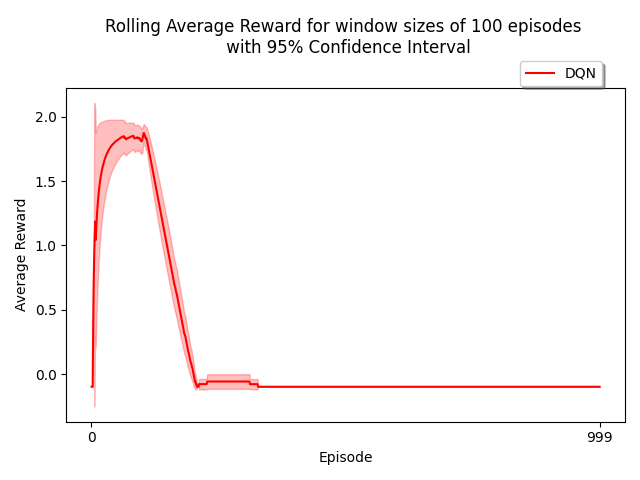 Rolling Average Reward for window sizes of 100 episodes
with 95% Confidence Interval
DQN
2.0
1.5
1.0
0.5
0.0
Average Reward
0
999
Episode